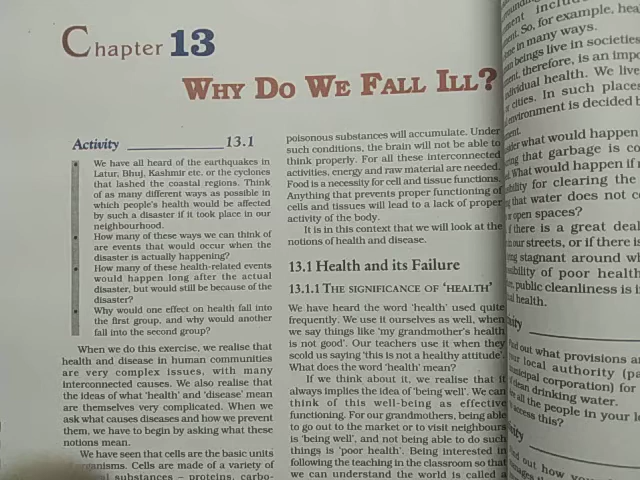 Chapter 13
WHY DO WE FALL ILL?
Activity 13.1
• We have all heard of the earthquakes in
Latur, Bhuj, Kashmir etc. or the cyclones
that lashed the coastal regions. Think
of as many different ways as possible in
which people's health would be affected
by such a disaster if it took place in our
neighbourhood.
• How many of these ways we can think of
are events that would occur when the
disaster is actually happening?
• How many of these health-related events
would happen long after the actual
disaster, but would still be because of the
disaster?
• Why would one effect on health fall into
the first group, and why would another
fall into the second group?
When we do this exercise, we realise that
health and disease in human communities
are very complex issues, with many
interconnected causes. We also realise that
the ideas of what 'health' and 'disease' mean
are themselves very complicated. When we
ask what causes diseases and how we prevent
them, we have to begin by asking what these
notions mean.
We have seen that cells are the basic units
of organisms. Cells are made of a variety of
substances – proteins, carbo-
poisonous substances will accumulate. Under
such conditions, the brain will not be able to
think properly. For all these interconnected
activities, energy and raw material are needed.
Food is a necessity for cell and tissue functions.
Anything that prevents proper functioning of
cells and tissues will lead to a lack of proper
activity of the body.
It is in this context that we will look at the
notions of health and disease.
13.1 Health and its Failure
13.1.1 THE SIGNIFICANCE OF 'HEALTH'
We have heard the word 'health' used quite
frequently. We use it ourselves as well, when
we say things like 'my grandmother's health
is not good'. Our teachers use it when they
scold us saying 'this is not a healthy attitude'.
What does the word 'health' mean?
If we think about it, we realise that it
always implies the idea of 'being well'. We can
think of this well-being as effective
functioning. For our grandmothers, being able
to go out to the market or to visit neighbours
is 'being well', and not being able to do such
things is 'poor health'. Being interested in
following the teaching in the classroom so that
we can understand the world is called a
So, for example, hea
in many ways.
beings live in societies
therefore, is an impo
health. We live
cities. In such places
environment is decided b
what would happen
that garbage is co
What would happen if
for clearing the
that water does not c
open spaces?
if there is a great deal
our streets, or if there is
stagnant around wh
of poor health
public cleanliness is i
health.
out what provisions a
local authority (pa
corporation) for
clean drinking water.
all the people in your l
access this?
out how y